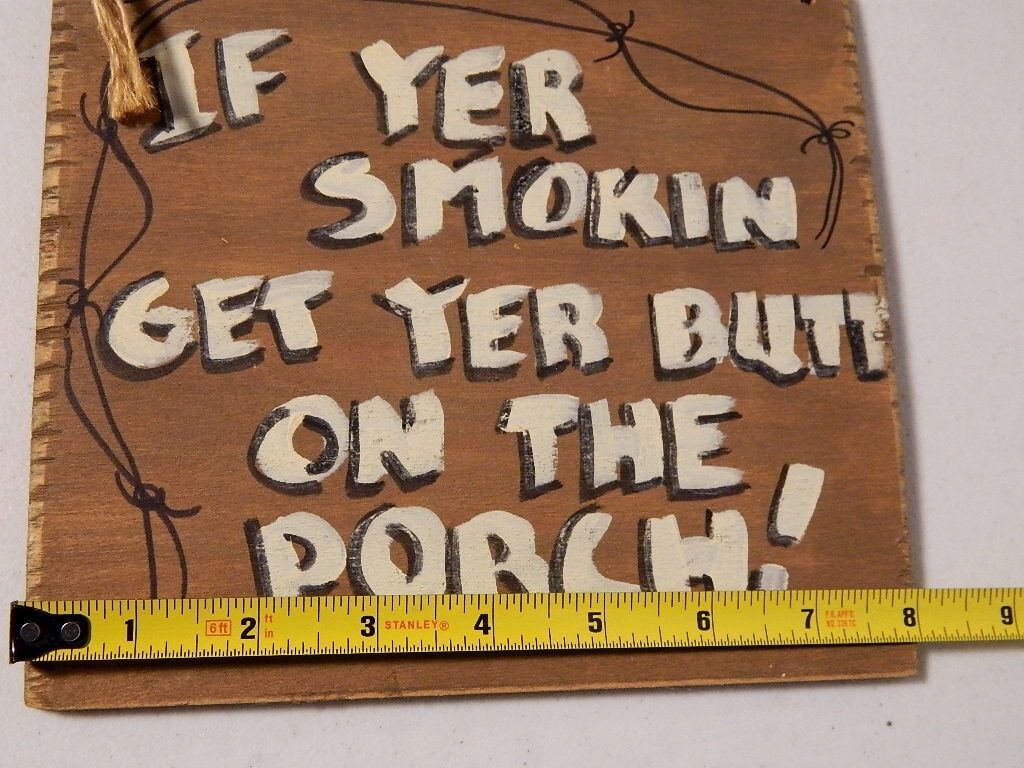 IF YER
SMOKIN
GET YER BUTT
ON THE
PORCH!
1 6ft 2 ft in 3 STANLEY® 4 5 6 7 8 9